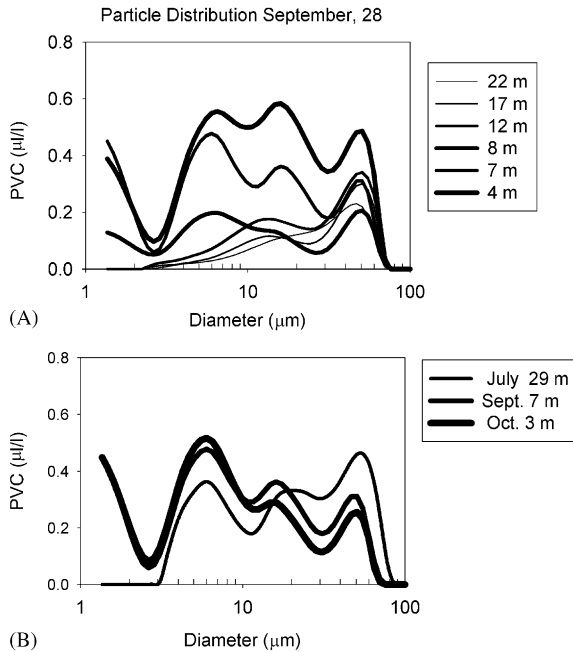 Particle Distribution September, 28
(A)
PVC (µl/l)
0.8
0.6
0.4
0.2
0.0
1
10
100
Diameter (µm)
22 m
17 m
12 m
8 m
7 m
4 m
(B)
PVC (µl/l)
0.8
0.6
0.4
0.2
0.0
1
10
100
Diameter (µm)
July 29 m
Sept. 7 m
Oct. 3 m